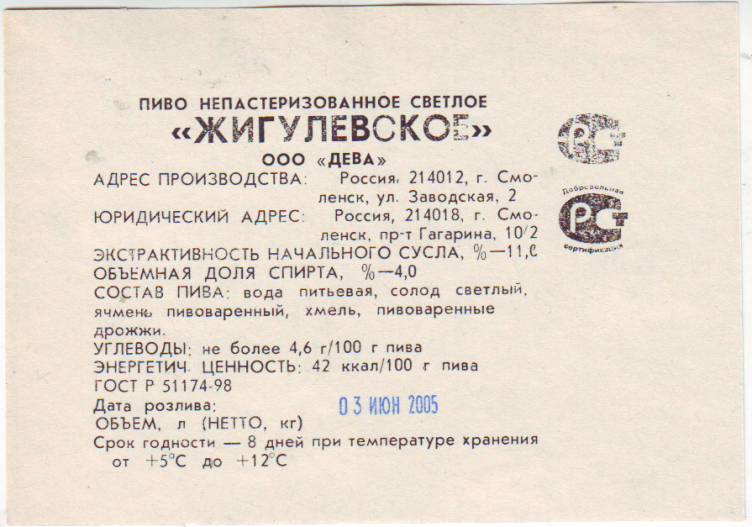 ПИВО НЕПАСТЕРИЗОВАННОЕ СВЕТЛОЕ
«ЖИГУЛЕВСКОЕ»
ООО «ДЕВА»
АДРЕС ПРОИЗВОДСТВА: Россия, 214012, г. Смо-
ленск, ул. Заводская, 2
ЮРИДИЧЕСКИЙ АДРЕС: Россия, 214018, г. Смо-
ленск, пр-т Гагарина, 10/2
ЭКСТРАКТИВНОСТЬ НАЧАЛЬНОГО СУСЛА, %—11,0
ОБЪЕМНАЯ ДОЛЯ СПИРТА, %—4,0
СОСТАВ ПИВА: вода питьевая, солод светлый,
ячмень пивоваренный, хмель, пивоваренные
дрожжи.
УГЛЕВОДЫ: не более 4,6 г/100 г пива
ЭНЕРГЕТИЧ. ЦЕННОСТЬ: 42 ккал/100 г пива
ГОСТ Р 51174-98
Дата розлива: 03 ИЮН 2005
ОБЪЕМ, л (НЕТТО, кг)
Срок годности — 8 дней при температуре хранения
от +5°С до +12°С
РСТ
Добровольная
РСТ
сертификация